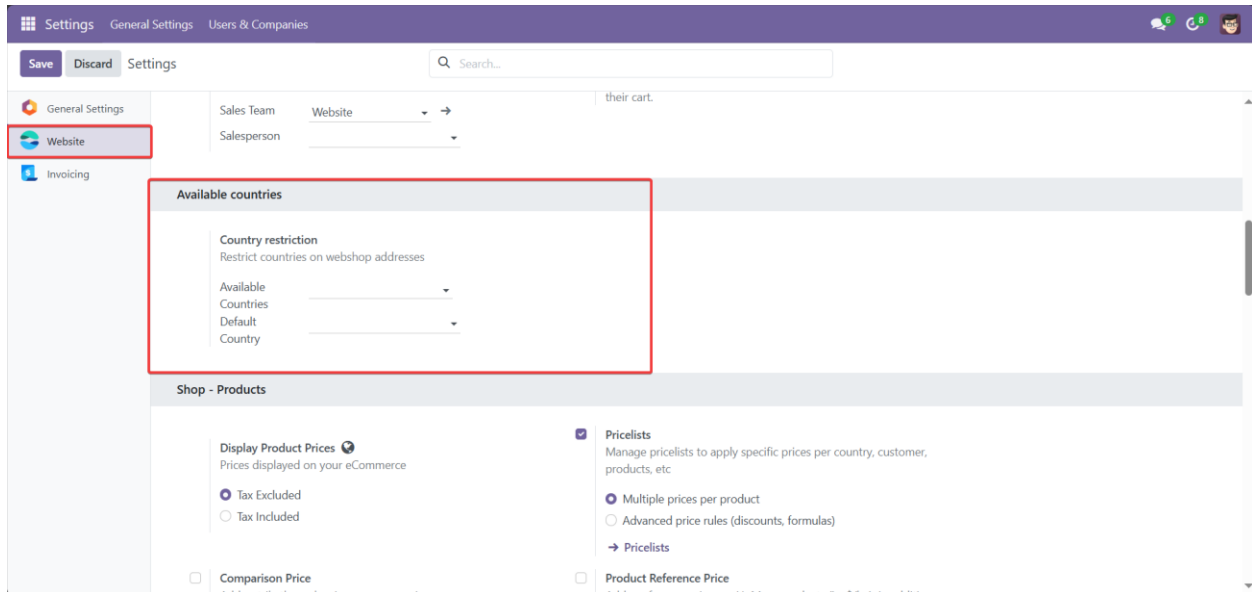 Settings General Settings Users & Companies 6 8
Save Discard Settings Search...
General Settings
Website
Invoicing
Sales Team Website
Salesperson
their cart.
Available countries
Country restriction
Restrict countries on webshop addresses
Available
Countries
Default
Country
Shop - Products
Display Product Prices
Prices displayed on your eCommerce
Tax Excluded
Tax Included
Pricelists
Manage pricelists to apply specific prices per country, customer,
products, etc
Multiple prices per product
Advanced price rules (discounts, formulas)
Pricelists
Comparison Price
Product Reference Price